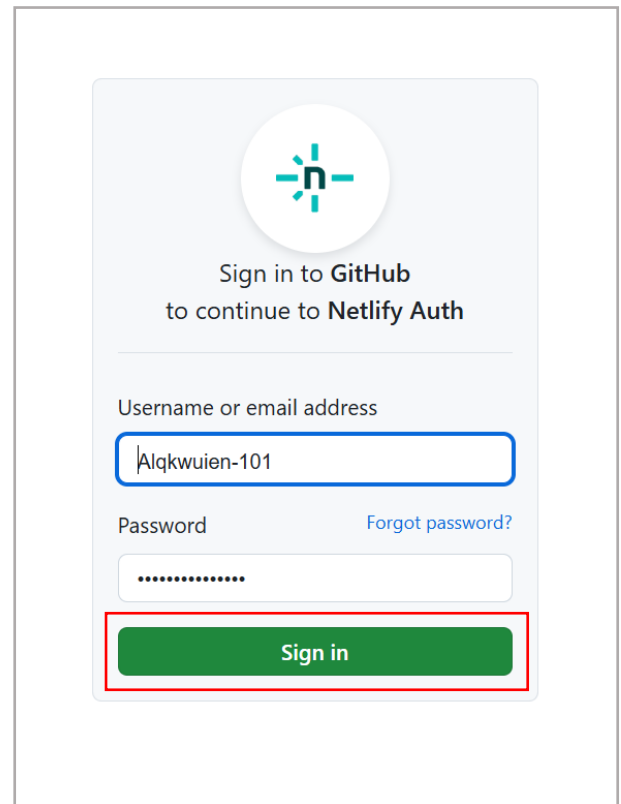 n
Sign in to GitHub
to continue to Netlify Auth
Username or email address
Alqkwuien-101
Password Forgot password?
•••••••••••••••
Sign in